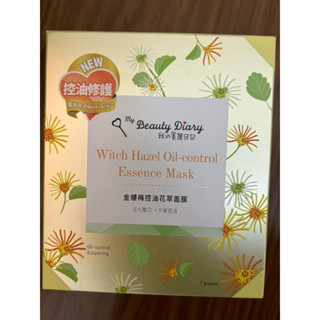 NEW
控油修護
My
Beauty Diary
我的美麗日記
Witch Hazel Oil-control
Essence Mask
金縷梅控油花萃面膜
Oil-control
Balancing